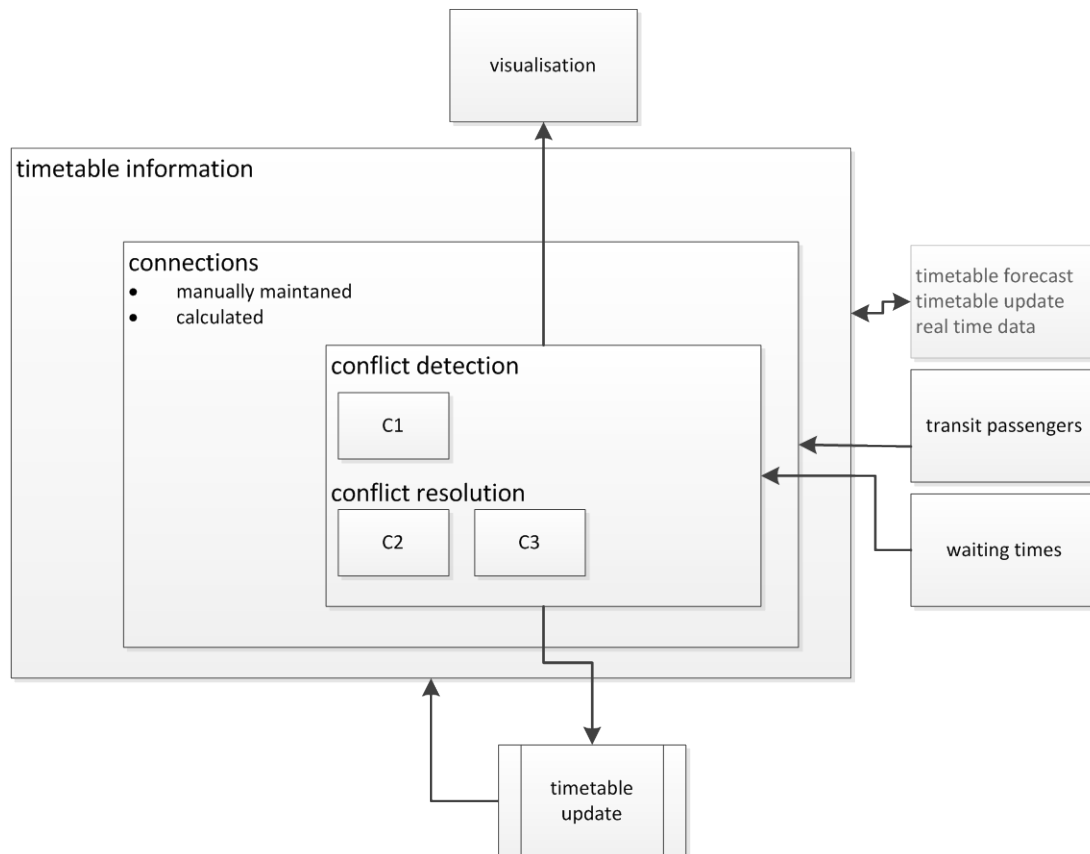 visualisation
timetable information
connections
• manually maintaned
• calculated
timetable forecast
timetable update
real time data
conflict detection
C1
transit passengers
conflict resolution
C2
C3
waiting times
timetable
update